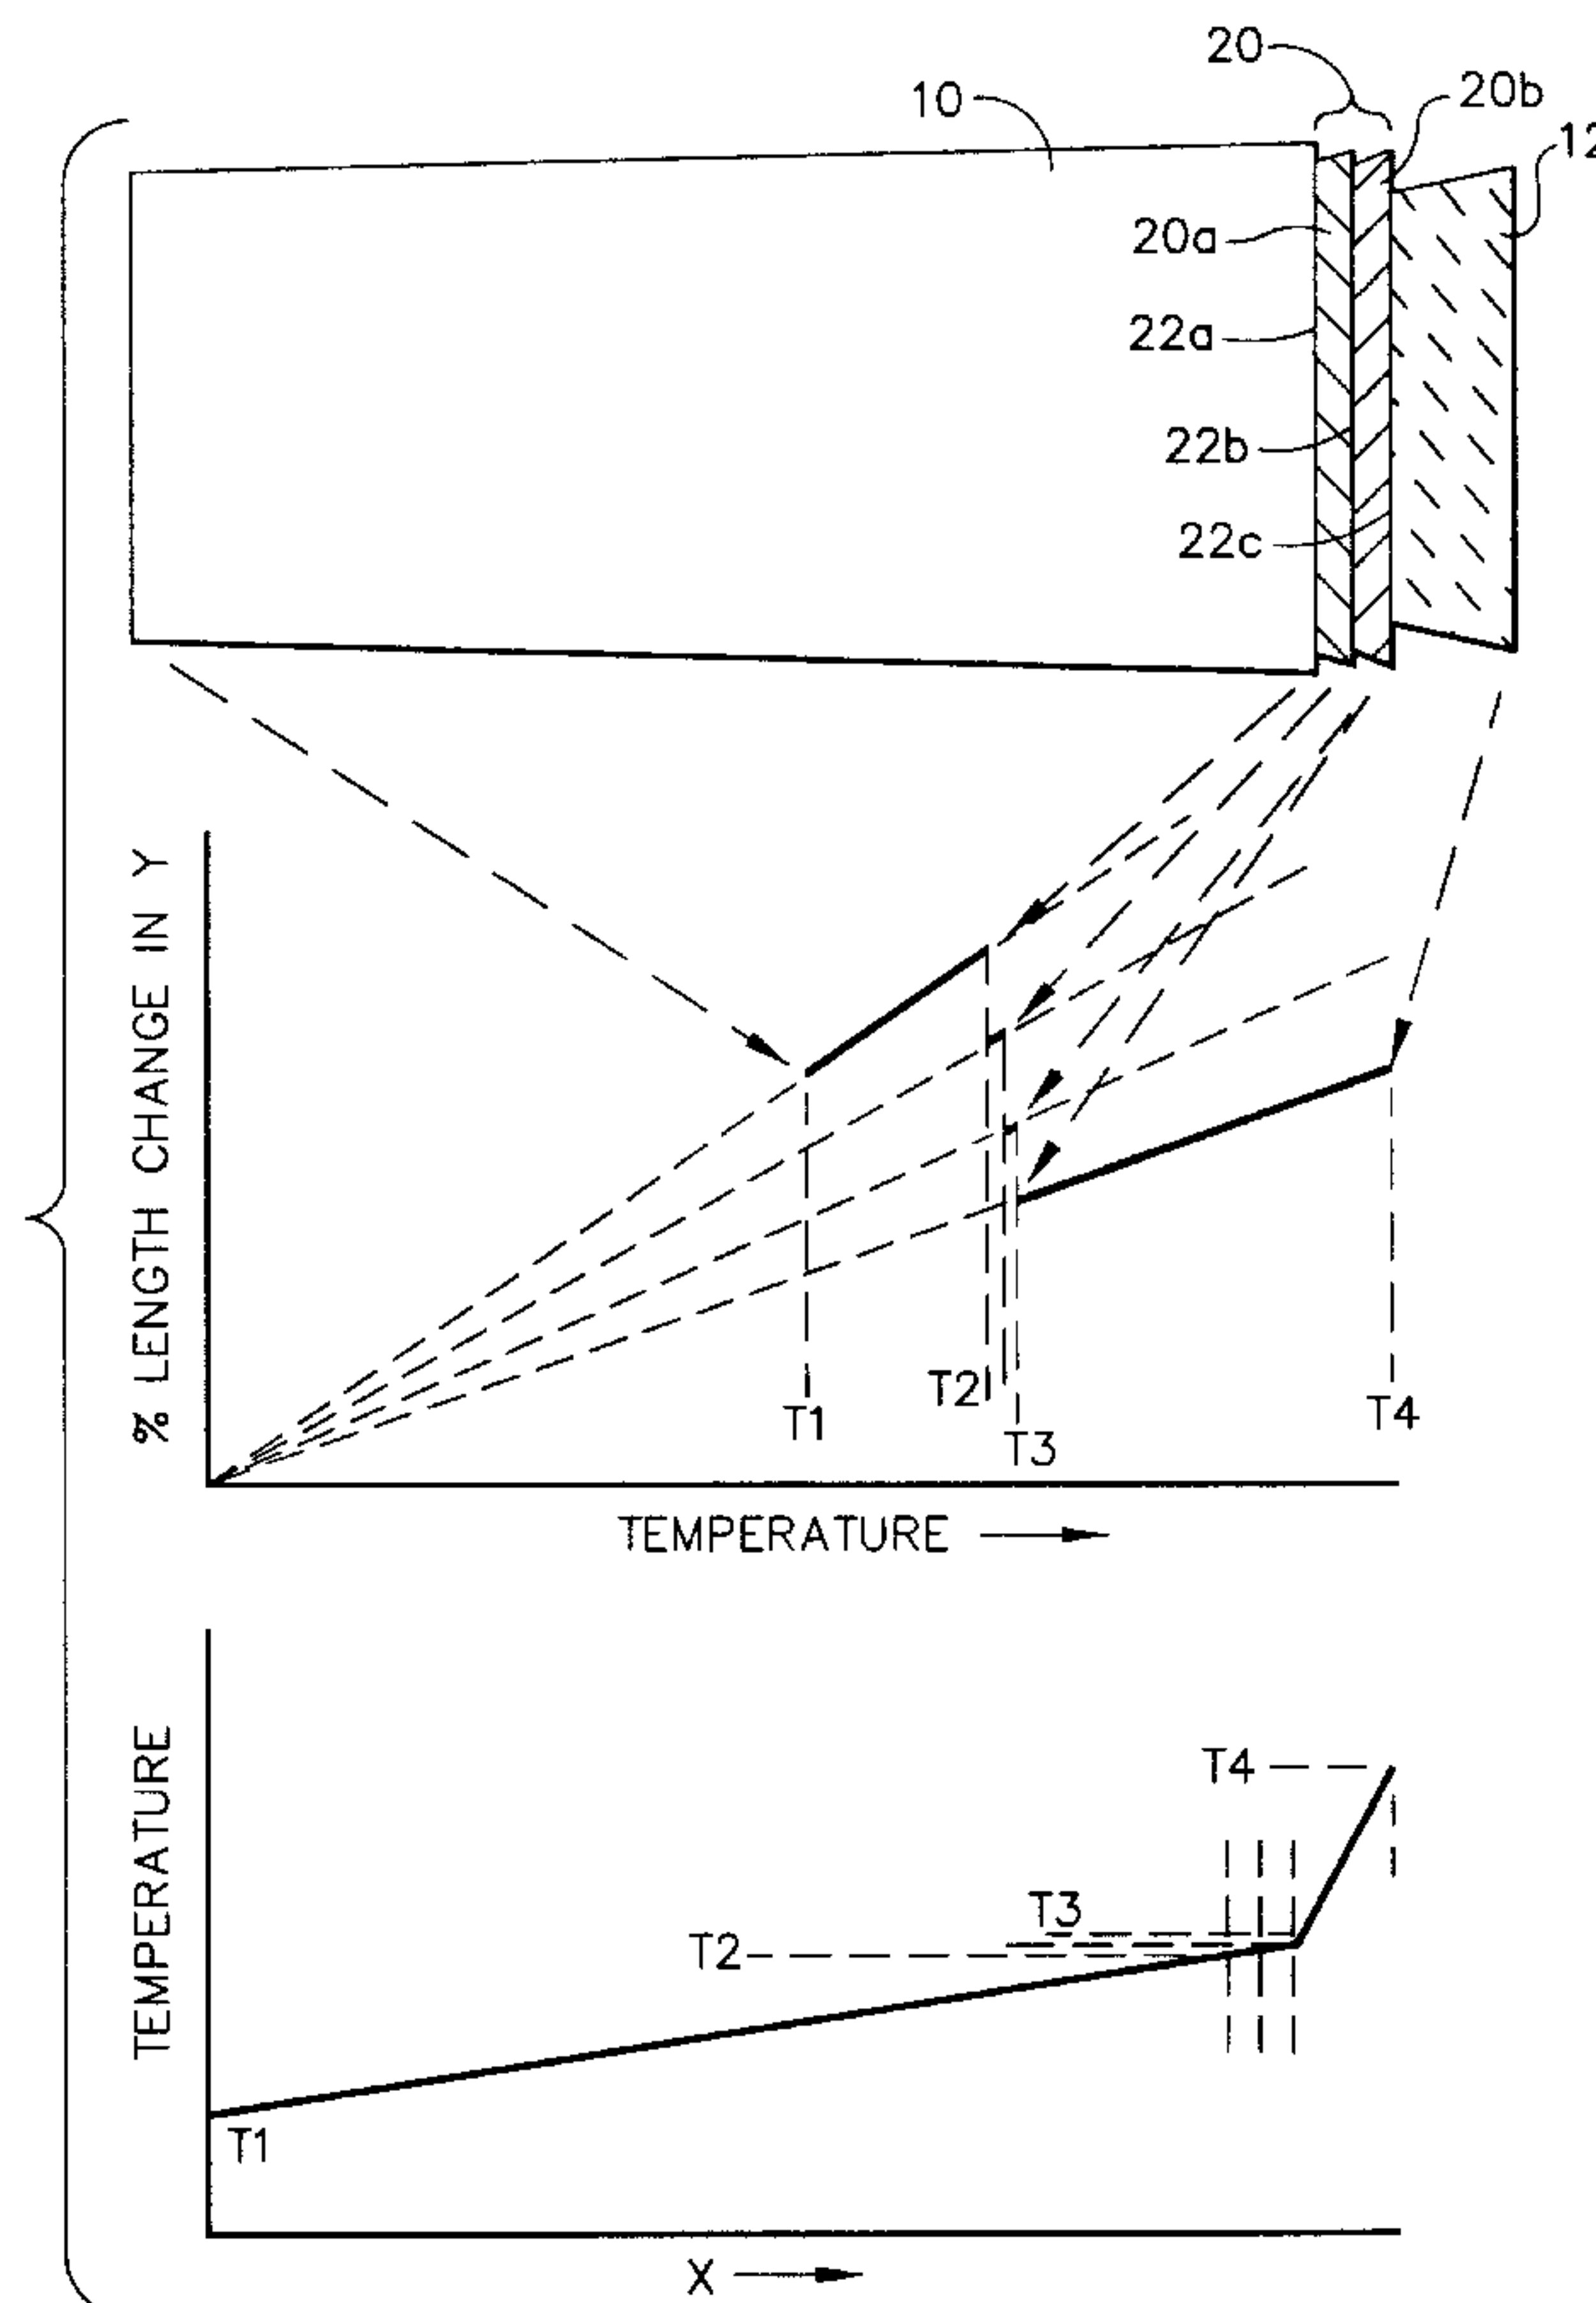 20
10
20b
12
20a
22a
22b
22c
% LENGTH CHANGE IN Y
T2
T1
T3
T4
TEMPERATURE
TEMPERATURE
T4
T3
T2
T1
X